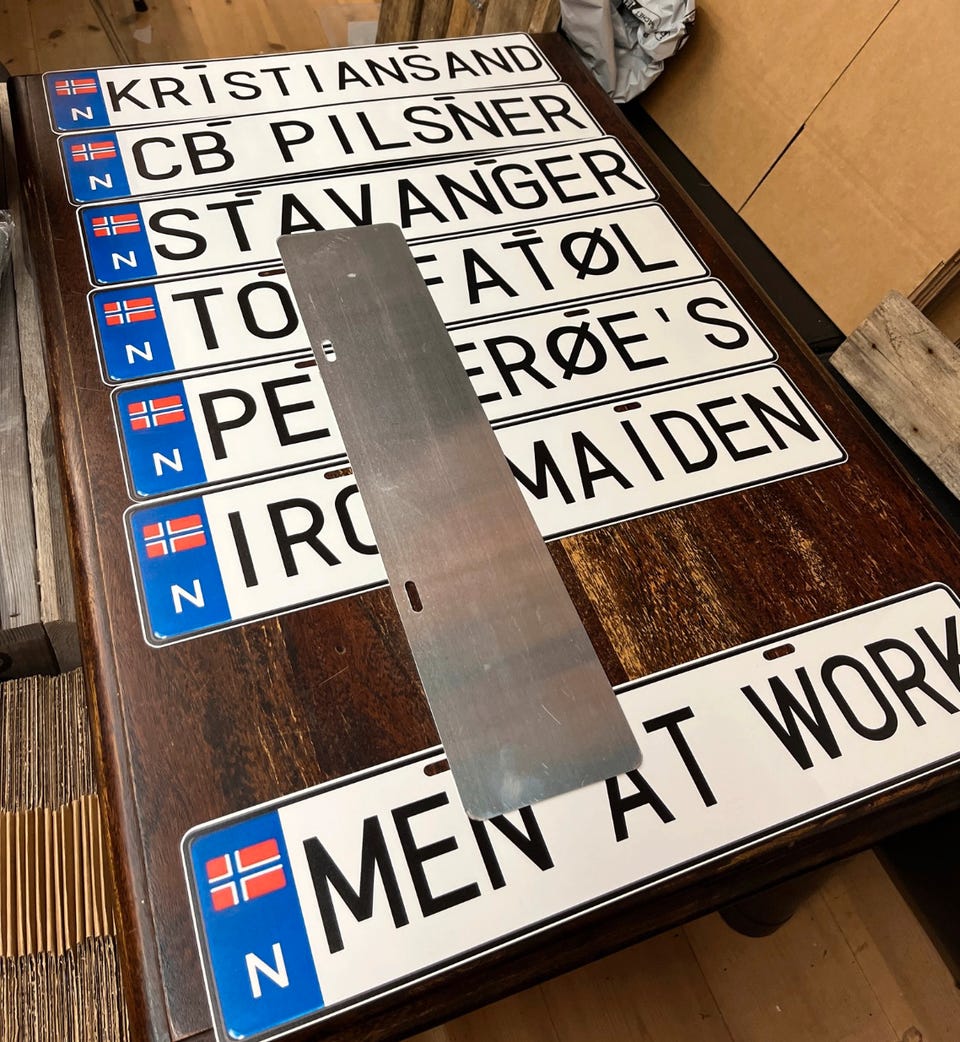 N KRISTIANSAND
N CB PILSNER
N STAVANGER
N FATØL
N
N MAIDEN
N MEN AT WORK